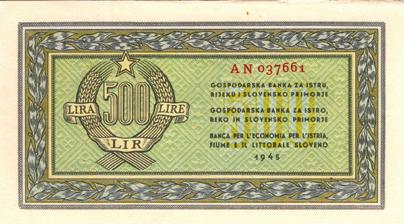 AN 037661
GOSPODARSKA BANKA ZA ISTRU,
RIJEKU I SLOVENSKO PRIMORJE
GOSPODARSKA BANKA ZA ISTRO,
REKO IN SLOVENSKO PRIMORJE
BANCA PER L'ECONOMIA PER L'ISTRIA,
FIUME E IL LITTORALE SLOVENO
1945
LIRA 500 LIRE
LIR